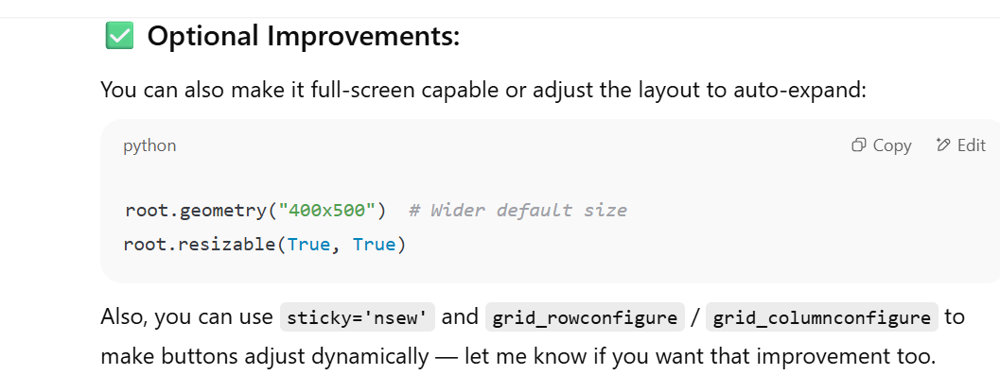 ✅ Optional Improvements:
You can also make it full-screen capable or adjust the layout to auto-expand:
python Copy Edit
root.geometry("400x500")  # Wider default size
root.resizable(True, True)
Also, you can use sticky='nsew' and grid_rowconfigure / grid_columnconfigure to
make buttons adjust dynamically — let me know if you want that improvement too.